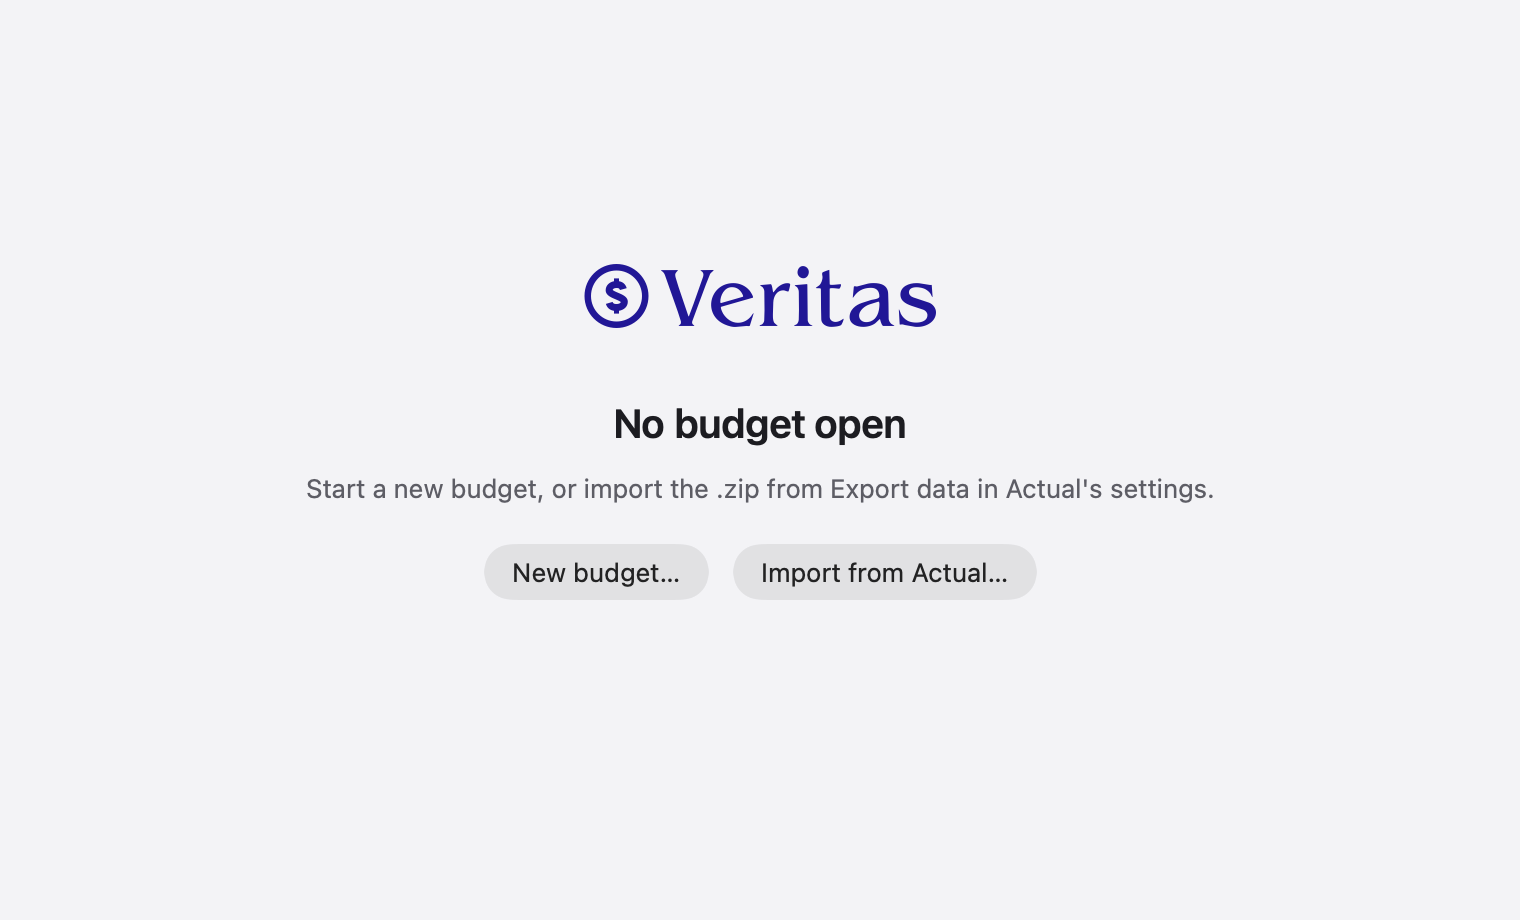 Veritas
No budget open
Start a new budget, or import the .zip from Export data in Actual's settings.
New budget...
Import from Actual...